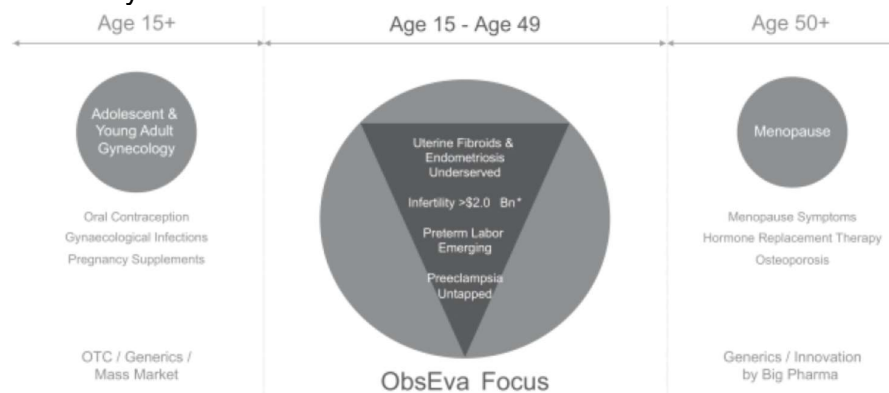 Age 15+
Age 15 - Age 49
Age 50+
Adolescent &
Young Adult
Gynecology
Oral Contraception
Gynaecological Infections
Pregnancy Supplements
OTC / Generics /
Mass Market
Uterine Fibroids &
Endometriosis
Underserved
Infertility >$2.0 Bn*
Preterm Labor
Emerging
Preeclampsia
Untapped
ObsEva Focus
Menopause
Menopause Symptoms
Hormone Replacement Therapy
Osteoporosis
Generics / Innovation
by Big Pharma